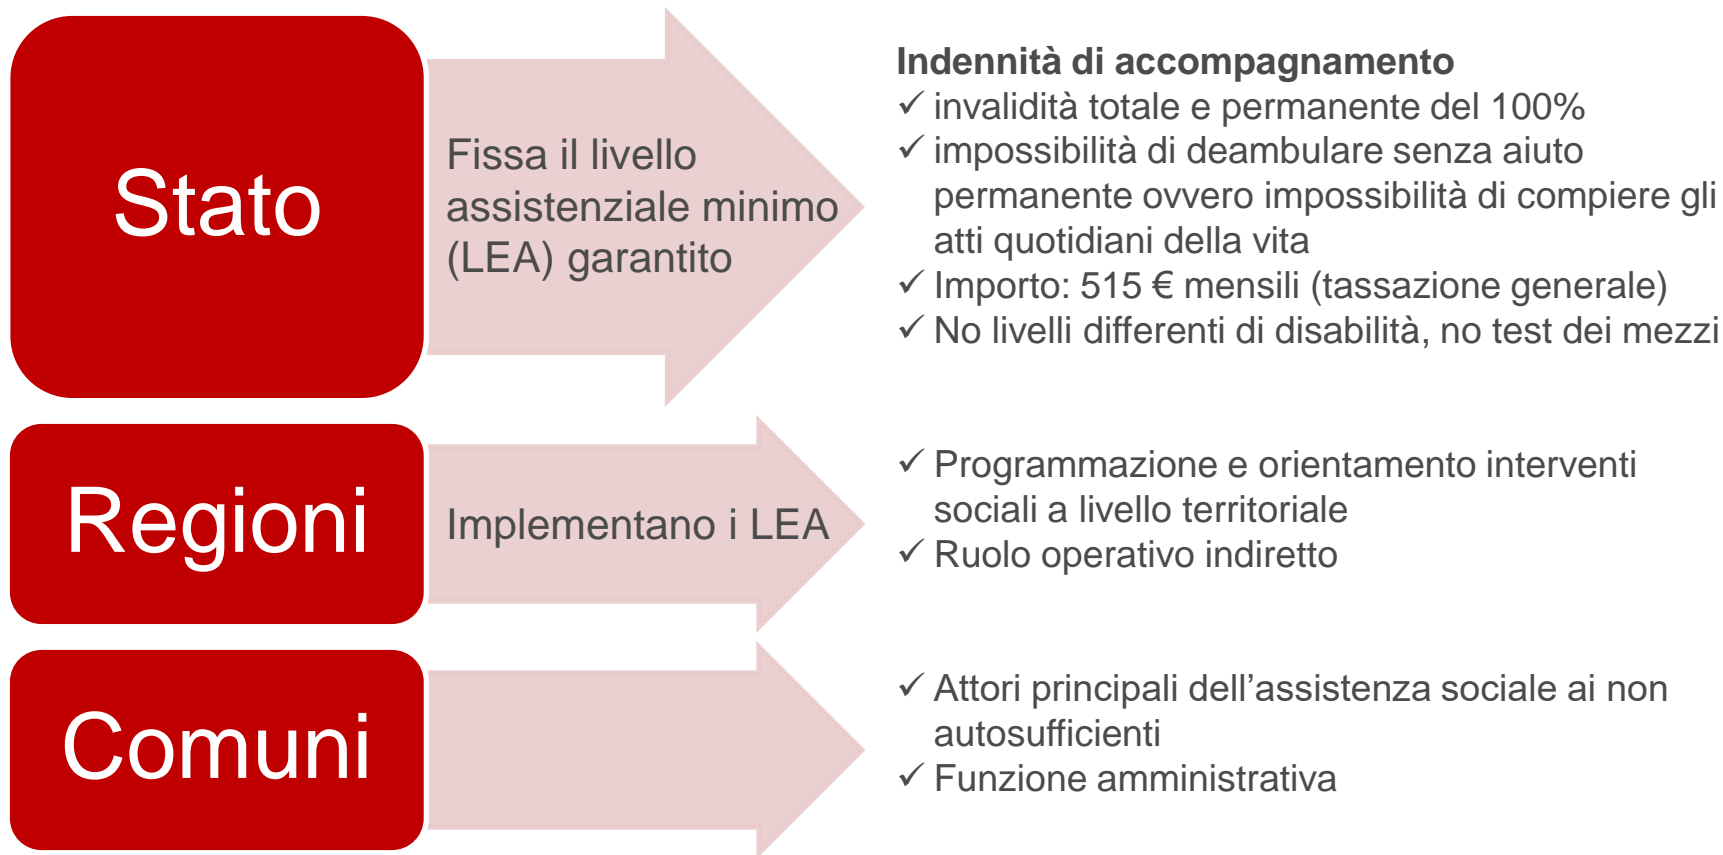 Stato
Fissa il livello
assistenziale minimo
(LEA) garantito
Indennità di accompagnamento
✓ invalidità totale e permanente del 100%
✓ impossibilità di deambulare senza aiuto
permanente ovvero impossibilità di compiere gli
atti quotidiani della vita
✓ Importo: 515 € mensili (tassazione generale)
✓ No livelli differenti di disabilità, no test dei mezzi
Regioni
Implementano i LEA
✓ Programmazione e orientamento interventi
sociali a livello territoriale
✓ Ruolo operativo indiretto
Comuni
✓ Attori principali dell’assistenza sociale ai non
autosufficienti
✓ Funzione amministrativa